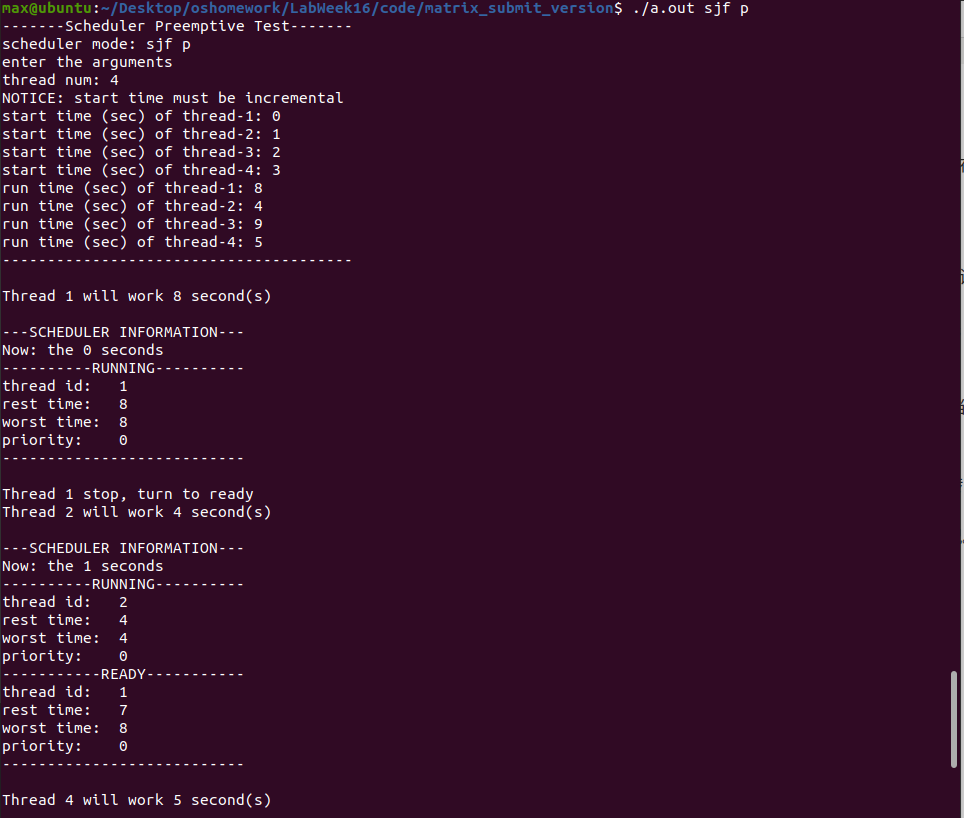 max@ubuntu:~/Desktop/oshomework/LabWeek16/code/matrix_submit_version$ ./a.out sjf p
-------Scheduler Preemptive Test-------
scheduler mode: sjf p
enter the arguments
thread num: 4
NOTICE: start time must be incremental
start time (sec) of thread-1: 0
start time (sec) of thread-2: 1
start time (sec) of thread-3: 2
start time (sec) of thread-4: 3
run time (sec) of thread-1: 8
run time (sec) of thread-2: 4
run time (sec) of thread-3: 9
run time (sec) of thread-4: 5
---------------------------------------
Thread 1 will work 8 second(s)
---SCHEDULER INFORMATION---
Now: the 0 seconds
----------RUNNING----------
thread id:   1
rest time:   8
worst time:  8
priority:    0
---------------------------
Thread 1 stop, turn to ready
Thread 2 will work 4 second(s)
---SCHEDULER INFORMATION---
Now: the 1 seconds
----------RUNNING----------
thread id:   2
rest time:   4
worst time:  4
priority:    0
-----------READY-----------
thread id:   1
rest time:   7
worst time:  8
priority:    0
---------------------------
Thread 4 will work 5 second(s)